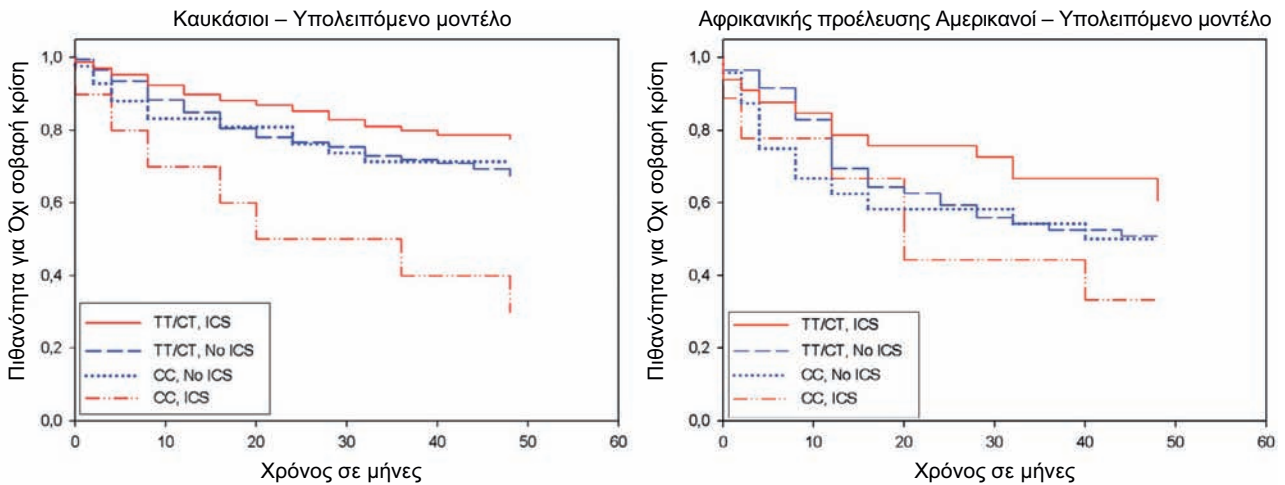 Καυκάσιοι – Υπολειπόμενο μοντέλο
Πιθανότητα για Όχι σοβαρή κρίση
1,0
0,8
0,6
0,4
0,2
0,0
TT/CT, ICS
TT/CT, No ICS
CC, No ICS
CC, ICS
0 10 20 30 40 50 60
Χρόνος σε μήνες
Αφρικανικής προέλευσης Αμερικανοί – Υπολειπόμενο μοντέλο
Πιθανότητα για Όχι σοβαρή κρίση
1,0
0,8
0,6
0,4
0,2
0,0
TT/CT, ICS
TT/CT, No ICS
CC, No ICS
CC, ICS
0 10 20 30 40 50 60
Χρόνος σε μήνες